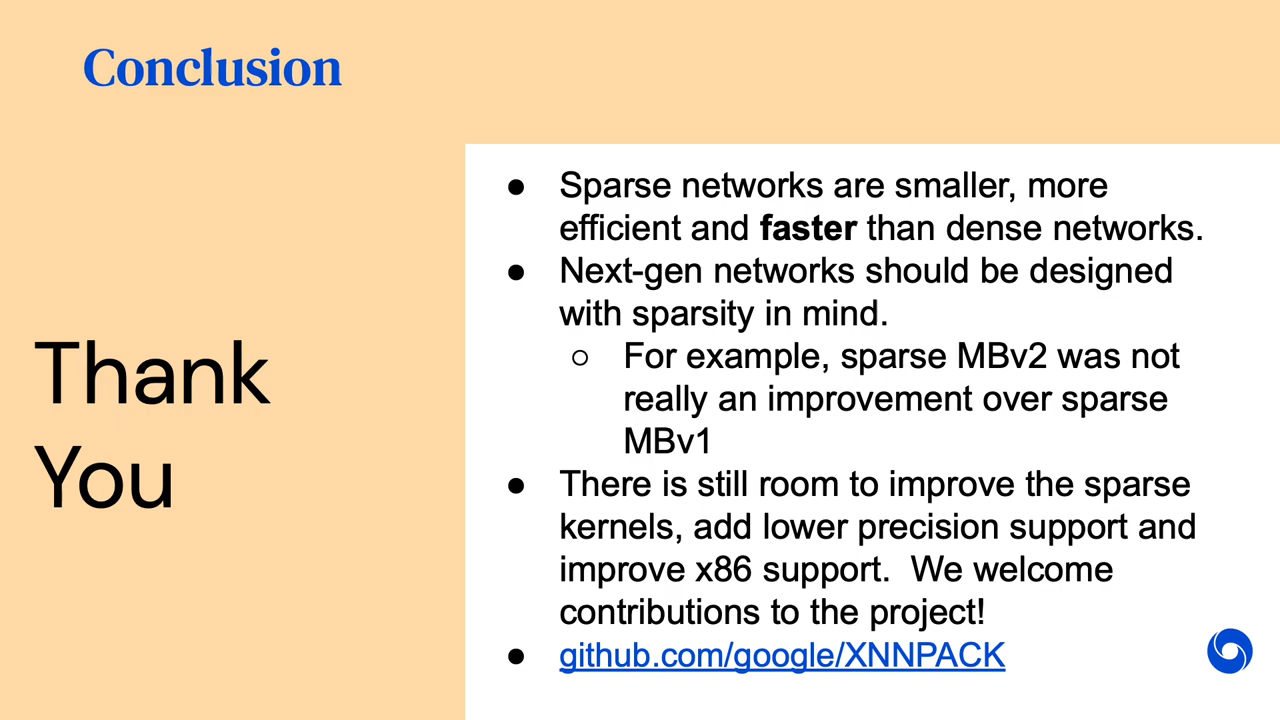 Conclusion
Thank
You
● Sparse networks are smaller, more
efficient and faster than dense networks.
● Next-gen networks should be designed
with sparsity in mind.
○ For example, sparse MBv2 was not
really an improvement over sparse
MBv1
● There is still room to improve the sparse
kernels, add lower precision support and
improve x86 support.  We welcome
contributions to the project!
● github.com/google/XNNPACK